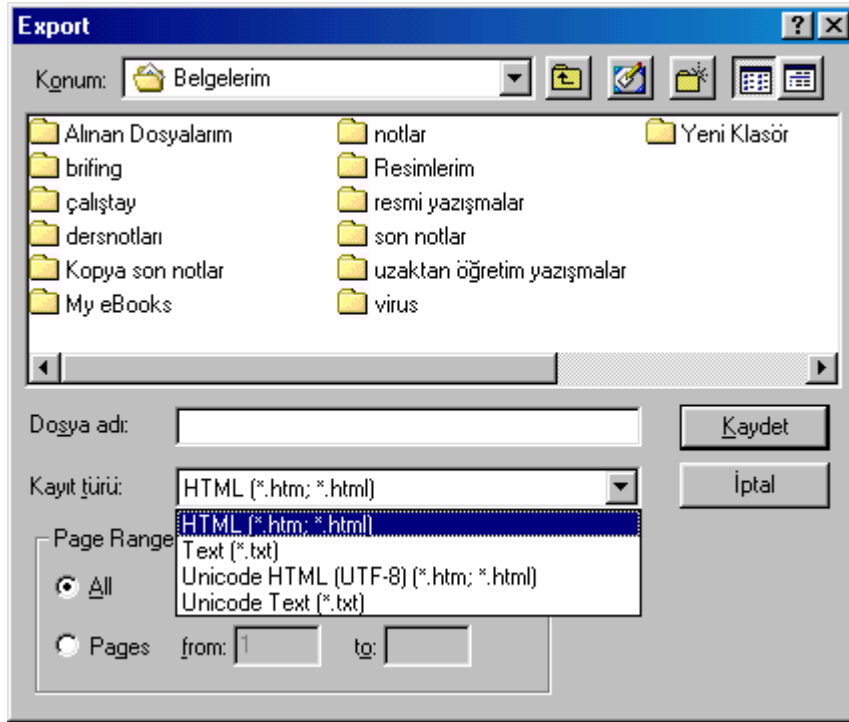 Export
Konum: Belgelerim
Alınan Dosyalarım
brifing
çalıştay
dersnotları
Kopya son notlar
My eBooks
notlar
Resimlerim
resmi yazışmalar
son notlar
uzaktan öğretim yazışmalar
virus
Yeni Klasör
Dosya adı:
Kaydet
Kayıt türü: HTML (*.htm; *.html)
İptal
HTML (*.htm; *.html)
Text (*.txt)
Unicode HTML (UTF-8) (*.htm; *.html)
Unicode Text (*.txt)
Page Range
All
Pages from: 1 to: